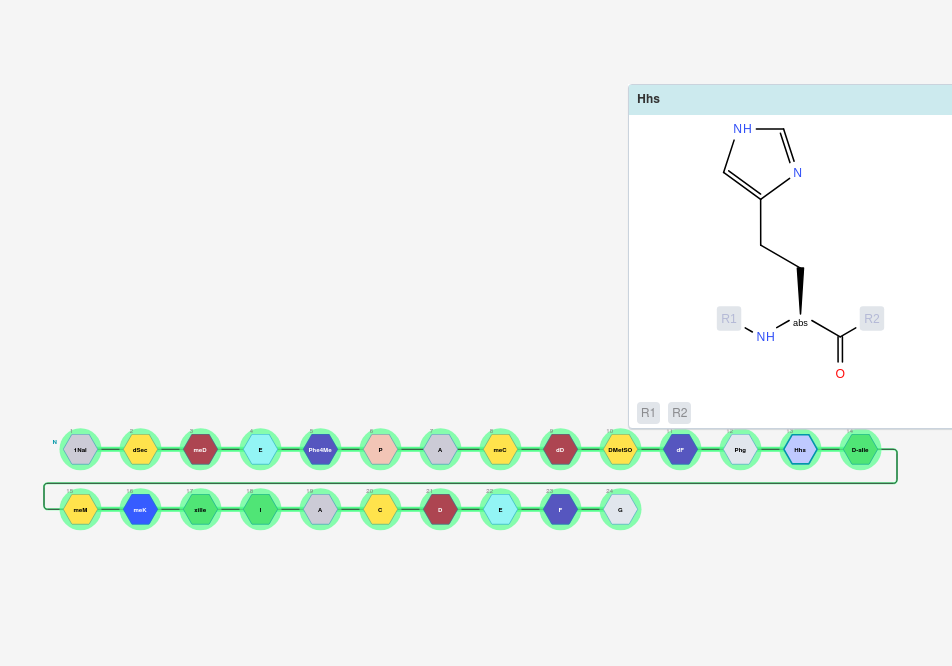 Hhs
NH
N
R1
abs
R2
NH
O
R1 R2
1 2 3 4 5 6 7 8 9 10 11 12 13 14
N 1Nal dSec meD E Phe4Me P A meC dD DMetSO dF Phg Hhs D-aIle
15 16 17 18 19 20 21 22 23 24
meM meK xiIle I A C D E F G